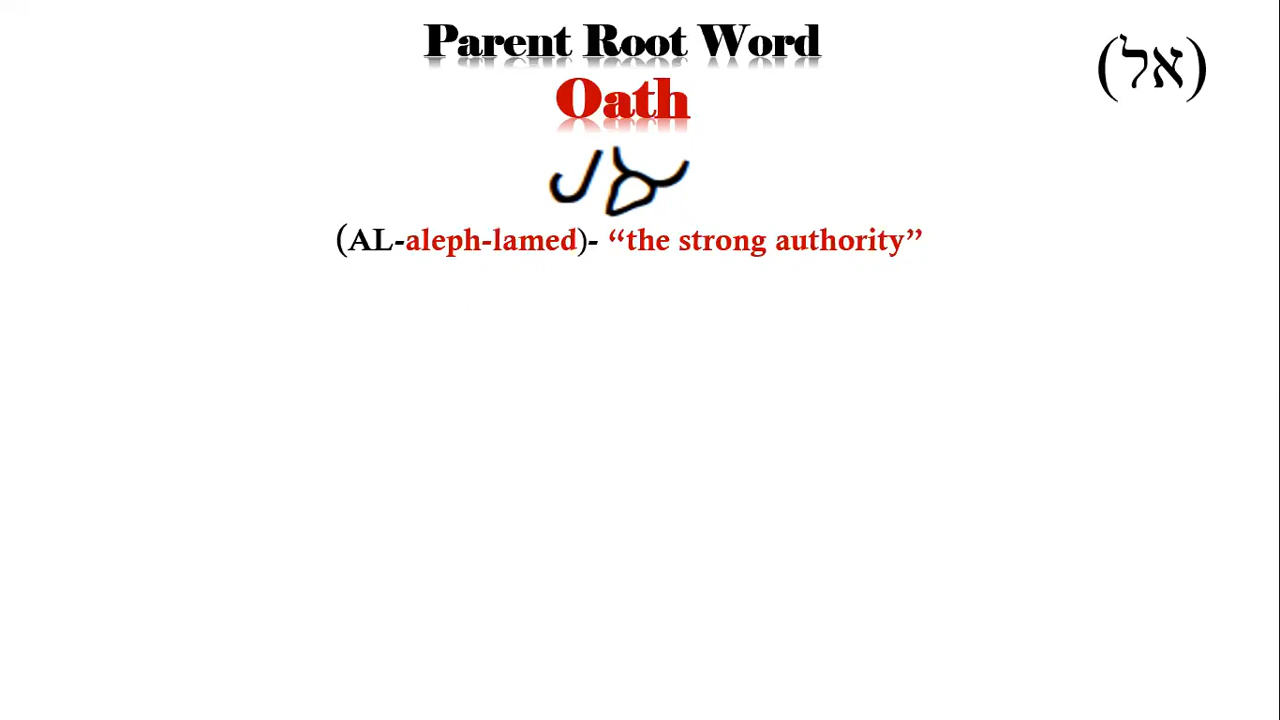 Parent Root Word
(אל)
Oath
(AL-aleph-lamed)- “the strong authority”